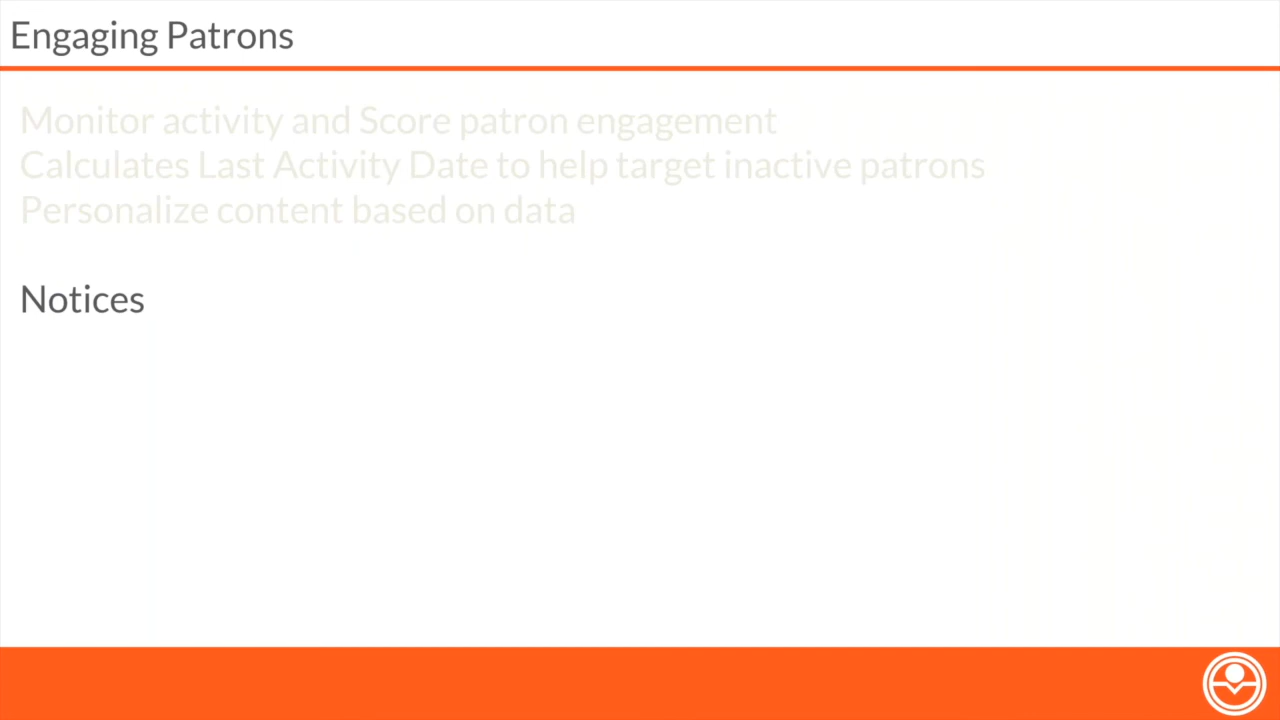 Engaging Patrons
Monitor activity and Score patron engagement
Calculates Last Activity Date to help target inactive patrons
Personalize content based on data
Notices